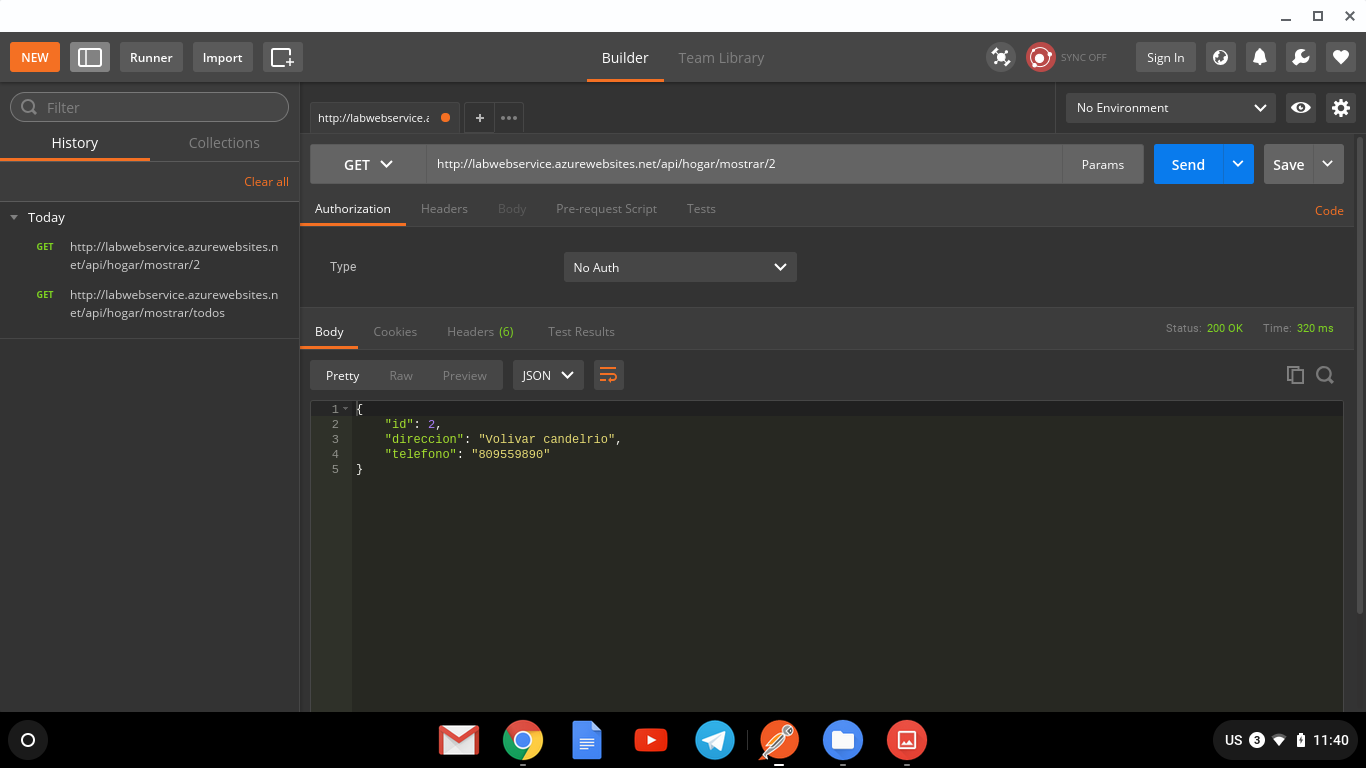 NEW
Runner
Import
Builder
Team Library
SYNC OFF
Sign In
Filter
History
Collections
Clear all
Today
GET http://labwebservice.azurewebsites.n
et/api/hogar/mostrar/2
GET http://labwebservice.azurewebsites.n
et/api/hogar/mostrar/todos
http://labwebservice.a
+
•••
No Environment
GET
http://labwebservice.azurewebsites.net/api/hogar/mostrar/2
Params
Send
Save
Authorization
Headers
Body
Pre-request Script
Tests
Code
Type
No Auth
Body
Cookies
Headers (6)
Test Results
Status: 200 OK
Time: 320 ms
Pretty
Raw
Preview
JSON
1 {
2 "id": 2,
3 "direccion": "Volivar candelrio",
4 "telefono": "809559890"
5 }
US 3 11:40